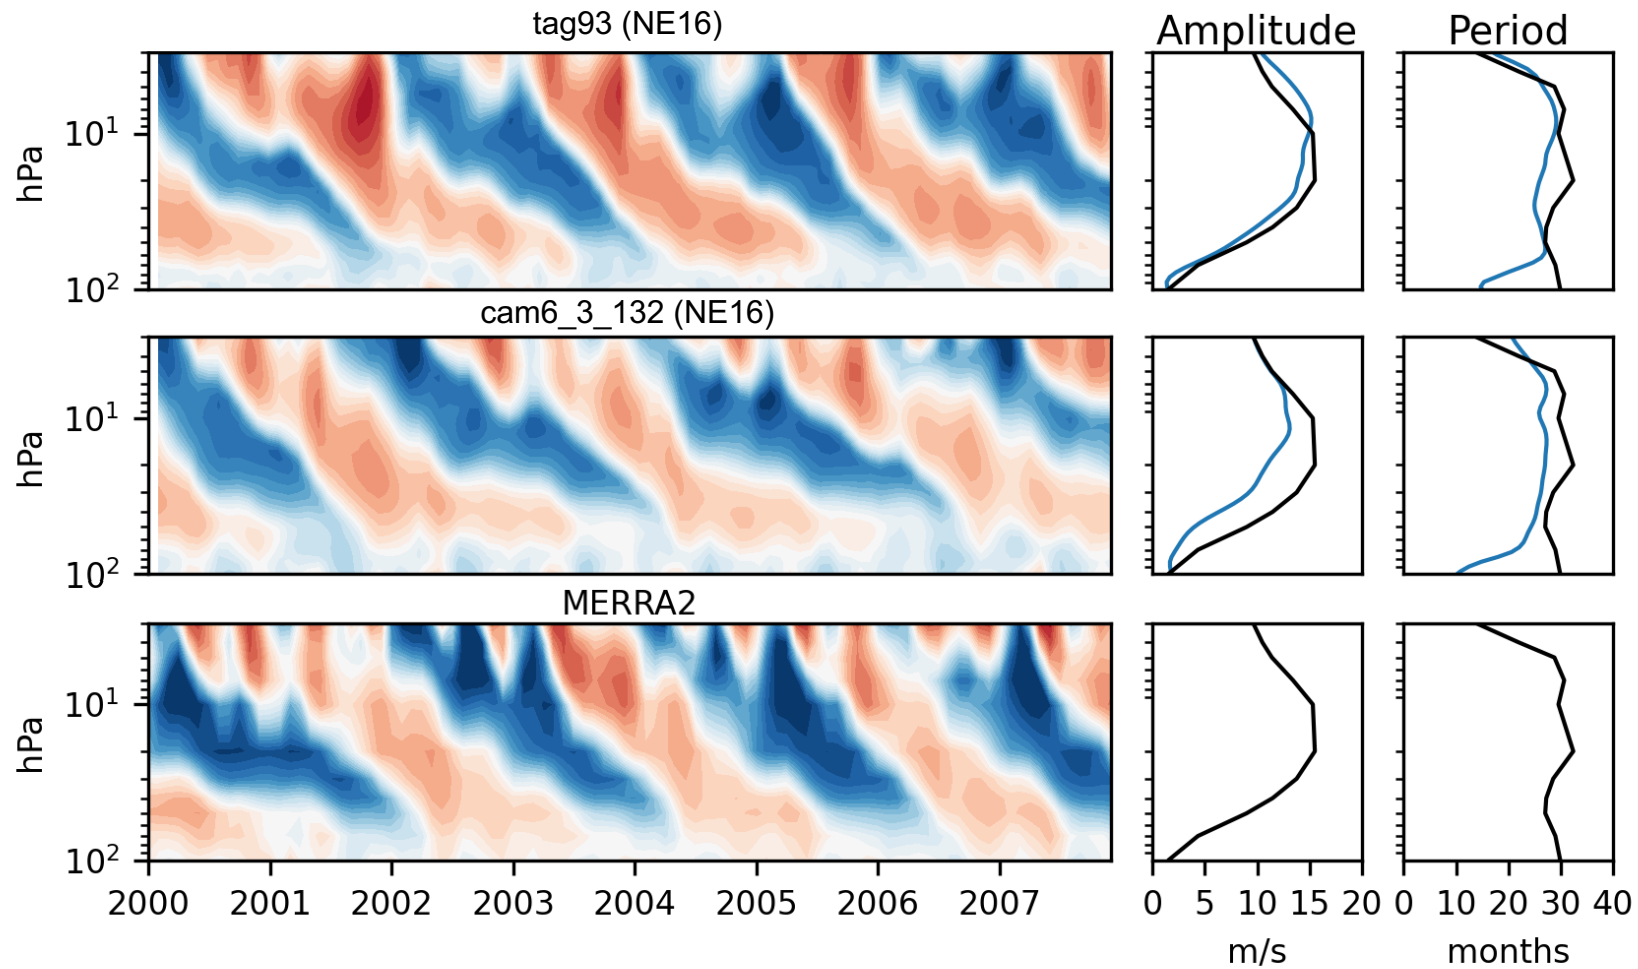 tag93 (NE16)
Amplitude
Period
hPa
10¹
10²
cam6_3_132 (NE16)
hPa
10¹
10²
MERRA2
hPa
10¹
10²
2000 2001 2002 2003 2004 2005 2006 2007
0 5 10 15 20
0 10 20 30 40
m/s
months